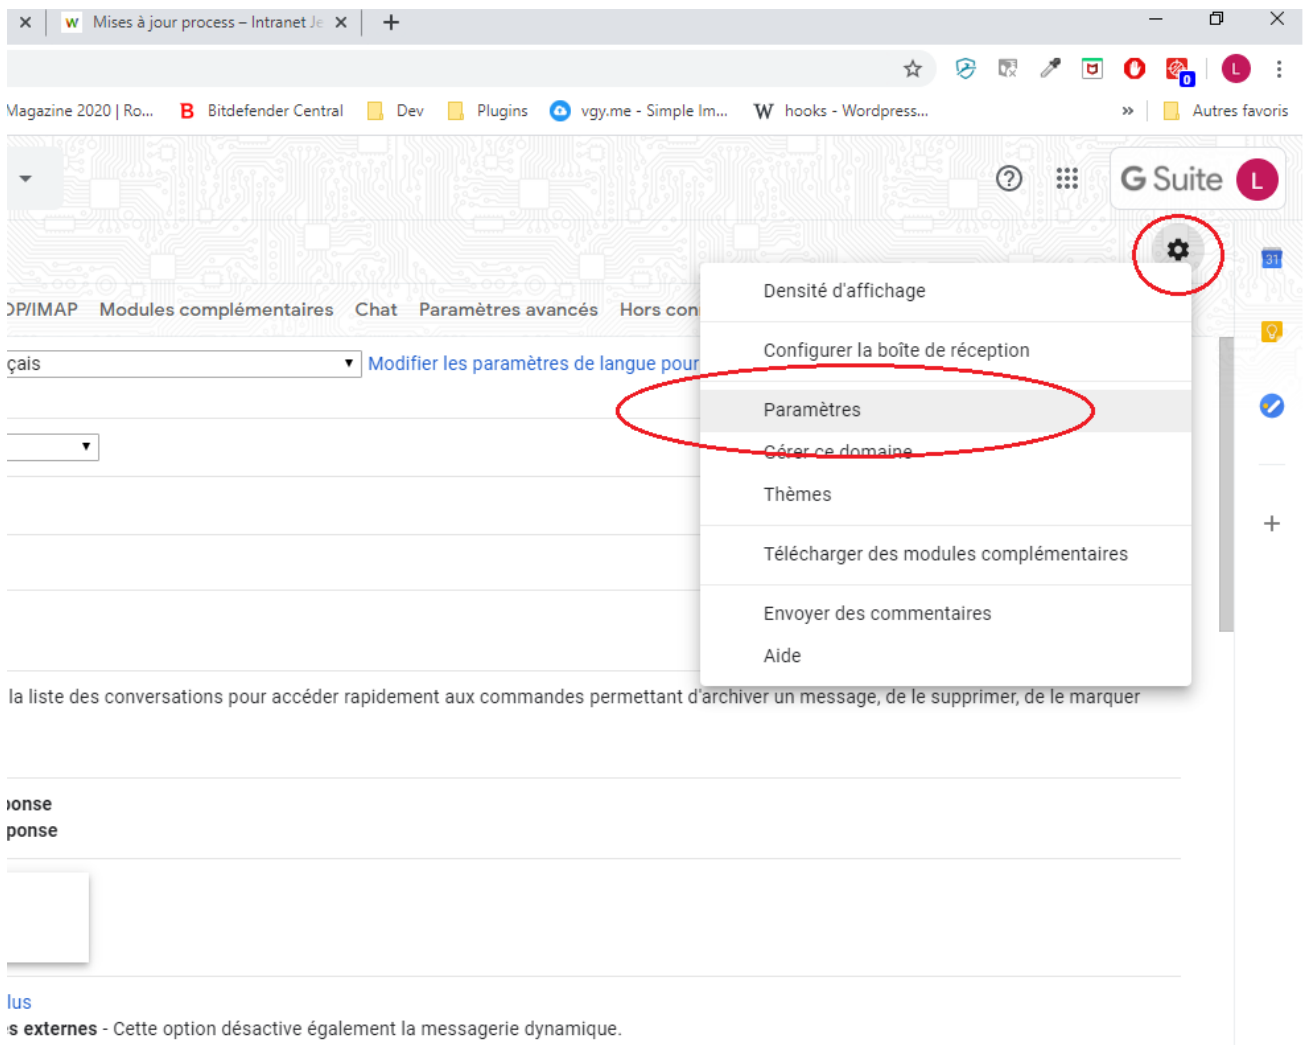 Mises à jour process – Intranet Je
0
L
Magazine 2020 | Ro...
Bitdefender Central
Dev
Plugins
vgy.me - Simple Im...
hooks - Wordpress...
»
Autres favoris
G Suite
L
31
OP/IMAP Modules complémentaires Chat Paramètres avancés Hors con
çais
Modifier les paramètres de langue pour
Densité d'affichage
Configurer la boîte de réception
Paramètres
Gérer ce domaine
Thèmes
Télécharger des modules complémentaires
Envoyer des commentaires
Aide
la liste des conversations pour accéder rapidement aux commandes permettant d'archiver un message, de le supprimer, de le marquer
ponse
ponse
lus
s externes - Cette option désactive également la messagerie dynamique.